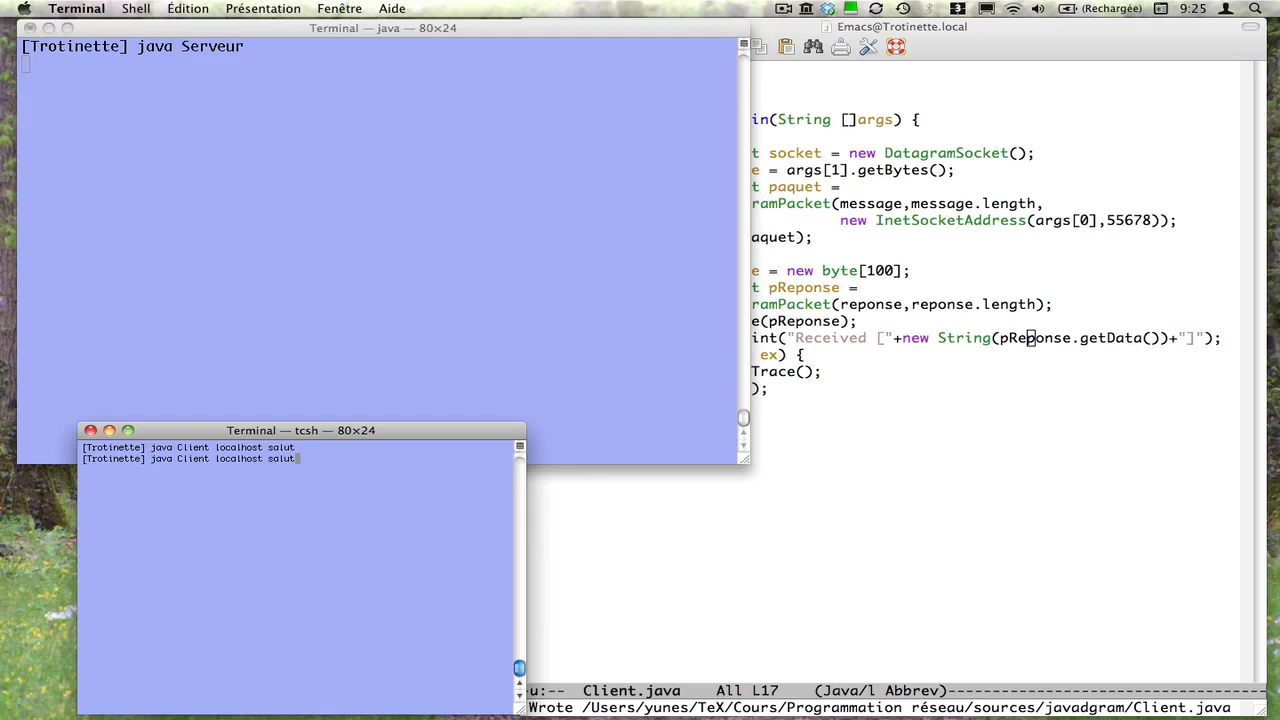 Terminal Shell Édition Présentation Fenêtre Aide 3 (Rechargée) 9:25
Terminal — java — 80×24
[Trotinette] java Serveur
Emacs@Trotinette.local
in(String []args) {
t socket = new DatagramSocket();
e = args[1].getBytes();
t paquet =
ramPacket(message,message.length,
new InetSocketAddress(args[0],55678));
aquet);
e = new byte[100];
t pReponse =
ramPacket(reponse,reponse.length);
e(pReponse);
int("Received ["+new String(pReponse.getData())+"]");
ex) {
Trace();
);
Terminal — tcsh — 80×24
[Trotinette] java Client localhost salut
[Trotinette] java Client localhost salut
-u:-- Client.java All L17 (Java/l Abbrev)-----------------------------------
Wrote /Users/yunes/TeX/Cours/Programmation réseau/sources/javadgram/Client.java